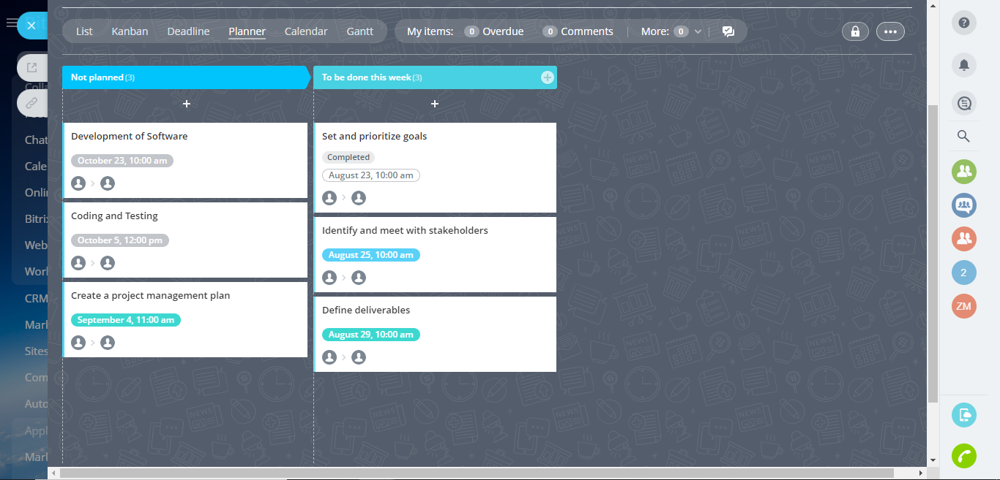 List Kanban Deadline Planner Calendar Gantt My items: 0 Overdue 0 Comments More: 0
Not planned (3)
Development of Software
October 23, 10:00 am
Coding and Testing
October 5, 12:00 pm
Create a project management plan
September 4, 11:00 am
To be done this week (3)
Set and prioritize goals
Completed
August 23, 10:00 am
Identify and meet with stakeholders
August 25, 10:00 am
Define deliverables
August 29, 10:00 am
Chat
Cale
Onli
Bitrix
Web
Worl
CRM
Mark
Sites
Com
Auto
Appl
Mark
?
2
ZM